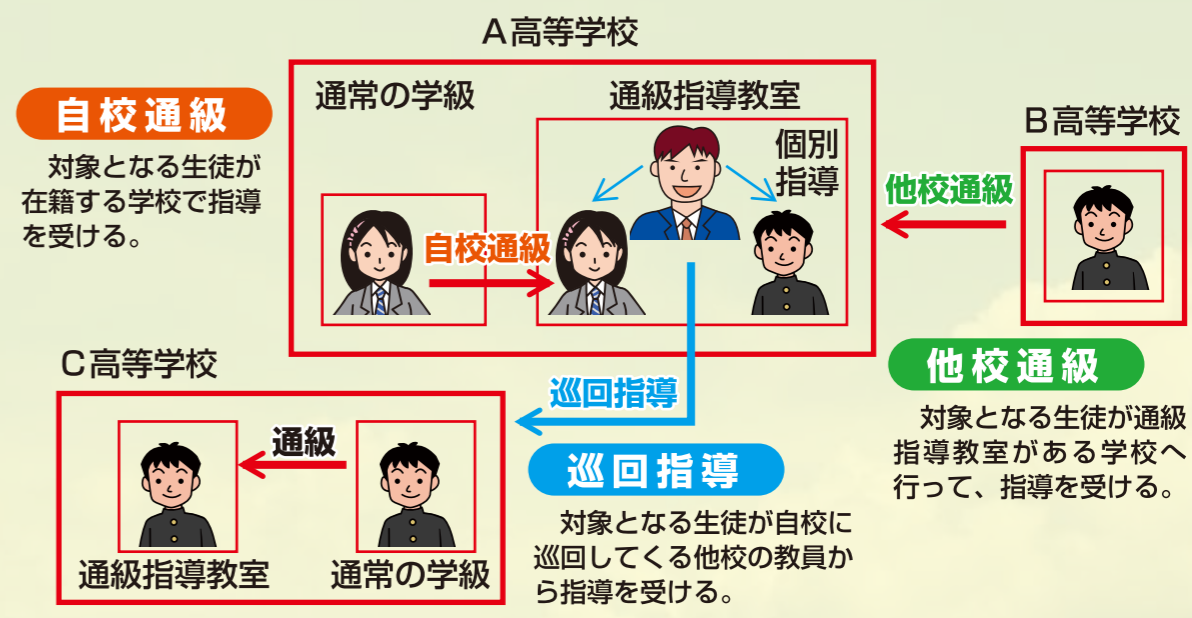 A高等学校
自校通級
対象となる生徒が
在籍する学校で指導
を受ける。
通常の学級
通級指導教室
個別
指導
自校通級
B高等学校
他校通級
他校通級
対象となる生徒が通級
指導教室がある学校へ
行って、指導を受ける。
C高等学校
巡回指導
通級
通級指導教室
通常の学級
巡回指導
対象となる生徒が自校に
巡回してくる他校の教員か
ら指導を受ける。